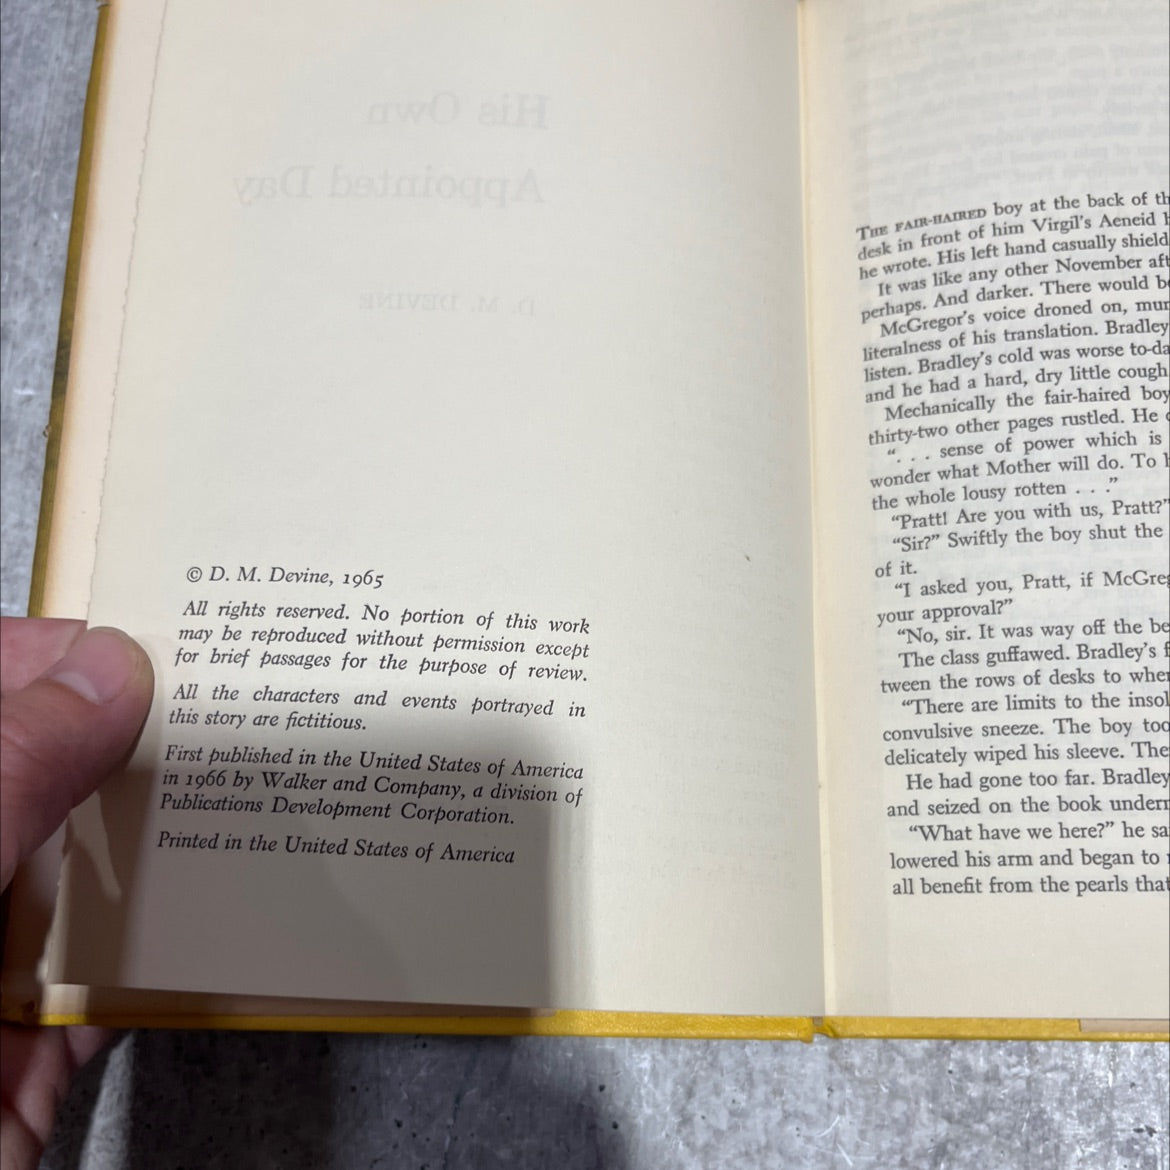 His Own
Appointed Day
D. M. DEVINE
© D. M. Devine, 1965
All rights reserved. No portion of this work
may be reproduced without permission except
for brief passages for the purpose of review.
All the characters and events portrayed in
this story are fictitious.
First published in the United States of America
in 1966 by Walker and Company, a division of
Publications Development Corporation.
Printed in the United States of America
THE FAIR-HAIRED boy at the back of
desk in front of him Virgil's Aeneid
he wrote. His left hand casually shield
It was like any other November
perhaps. And darker. There would
McGregor's voice droned on,
literalness of his translation. Bradley
listen. Bradley's cold was worse
and he had a hard, dry little cough
Mechanically the fair-haired boy
thirty-two other pages rustled. He
“. . . sense of power which is
wonder what Mother will do. To
the whole lousy rotten . . .”
“Pratt! Are you with us, Pratt?”
“Sir?” Swiftly the boy shut the
of it.
“I asked you, Pratt, if McGre
your approval?”
“No, sir. It was way off the be
The class guffawed. Bradley's
tween the rows of desks to
“There are limits to the insol
convulsive sneeze. The boy
delicately wiped his sleeve.
He had gone too far. Bradley
and seized on the book
“What have we here?” he
lowered his arm and began to
all benefit from the pearls that